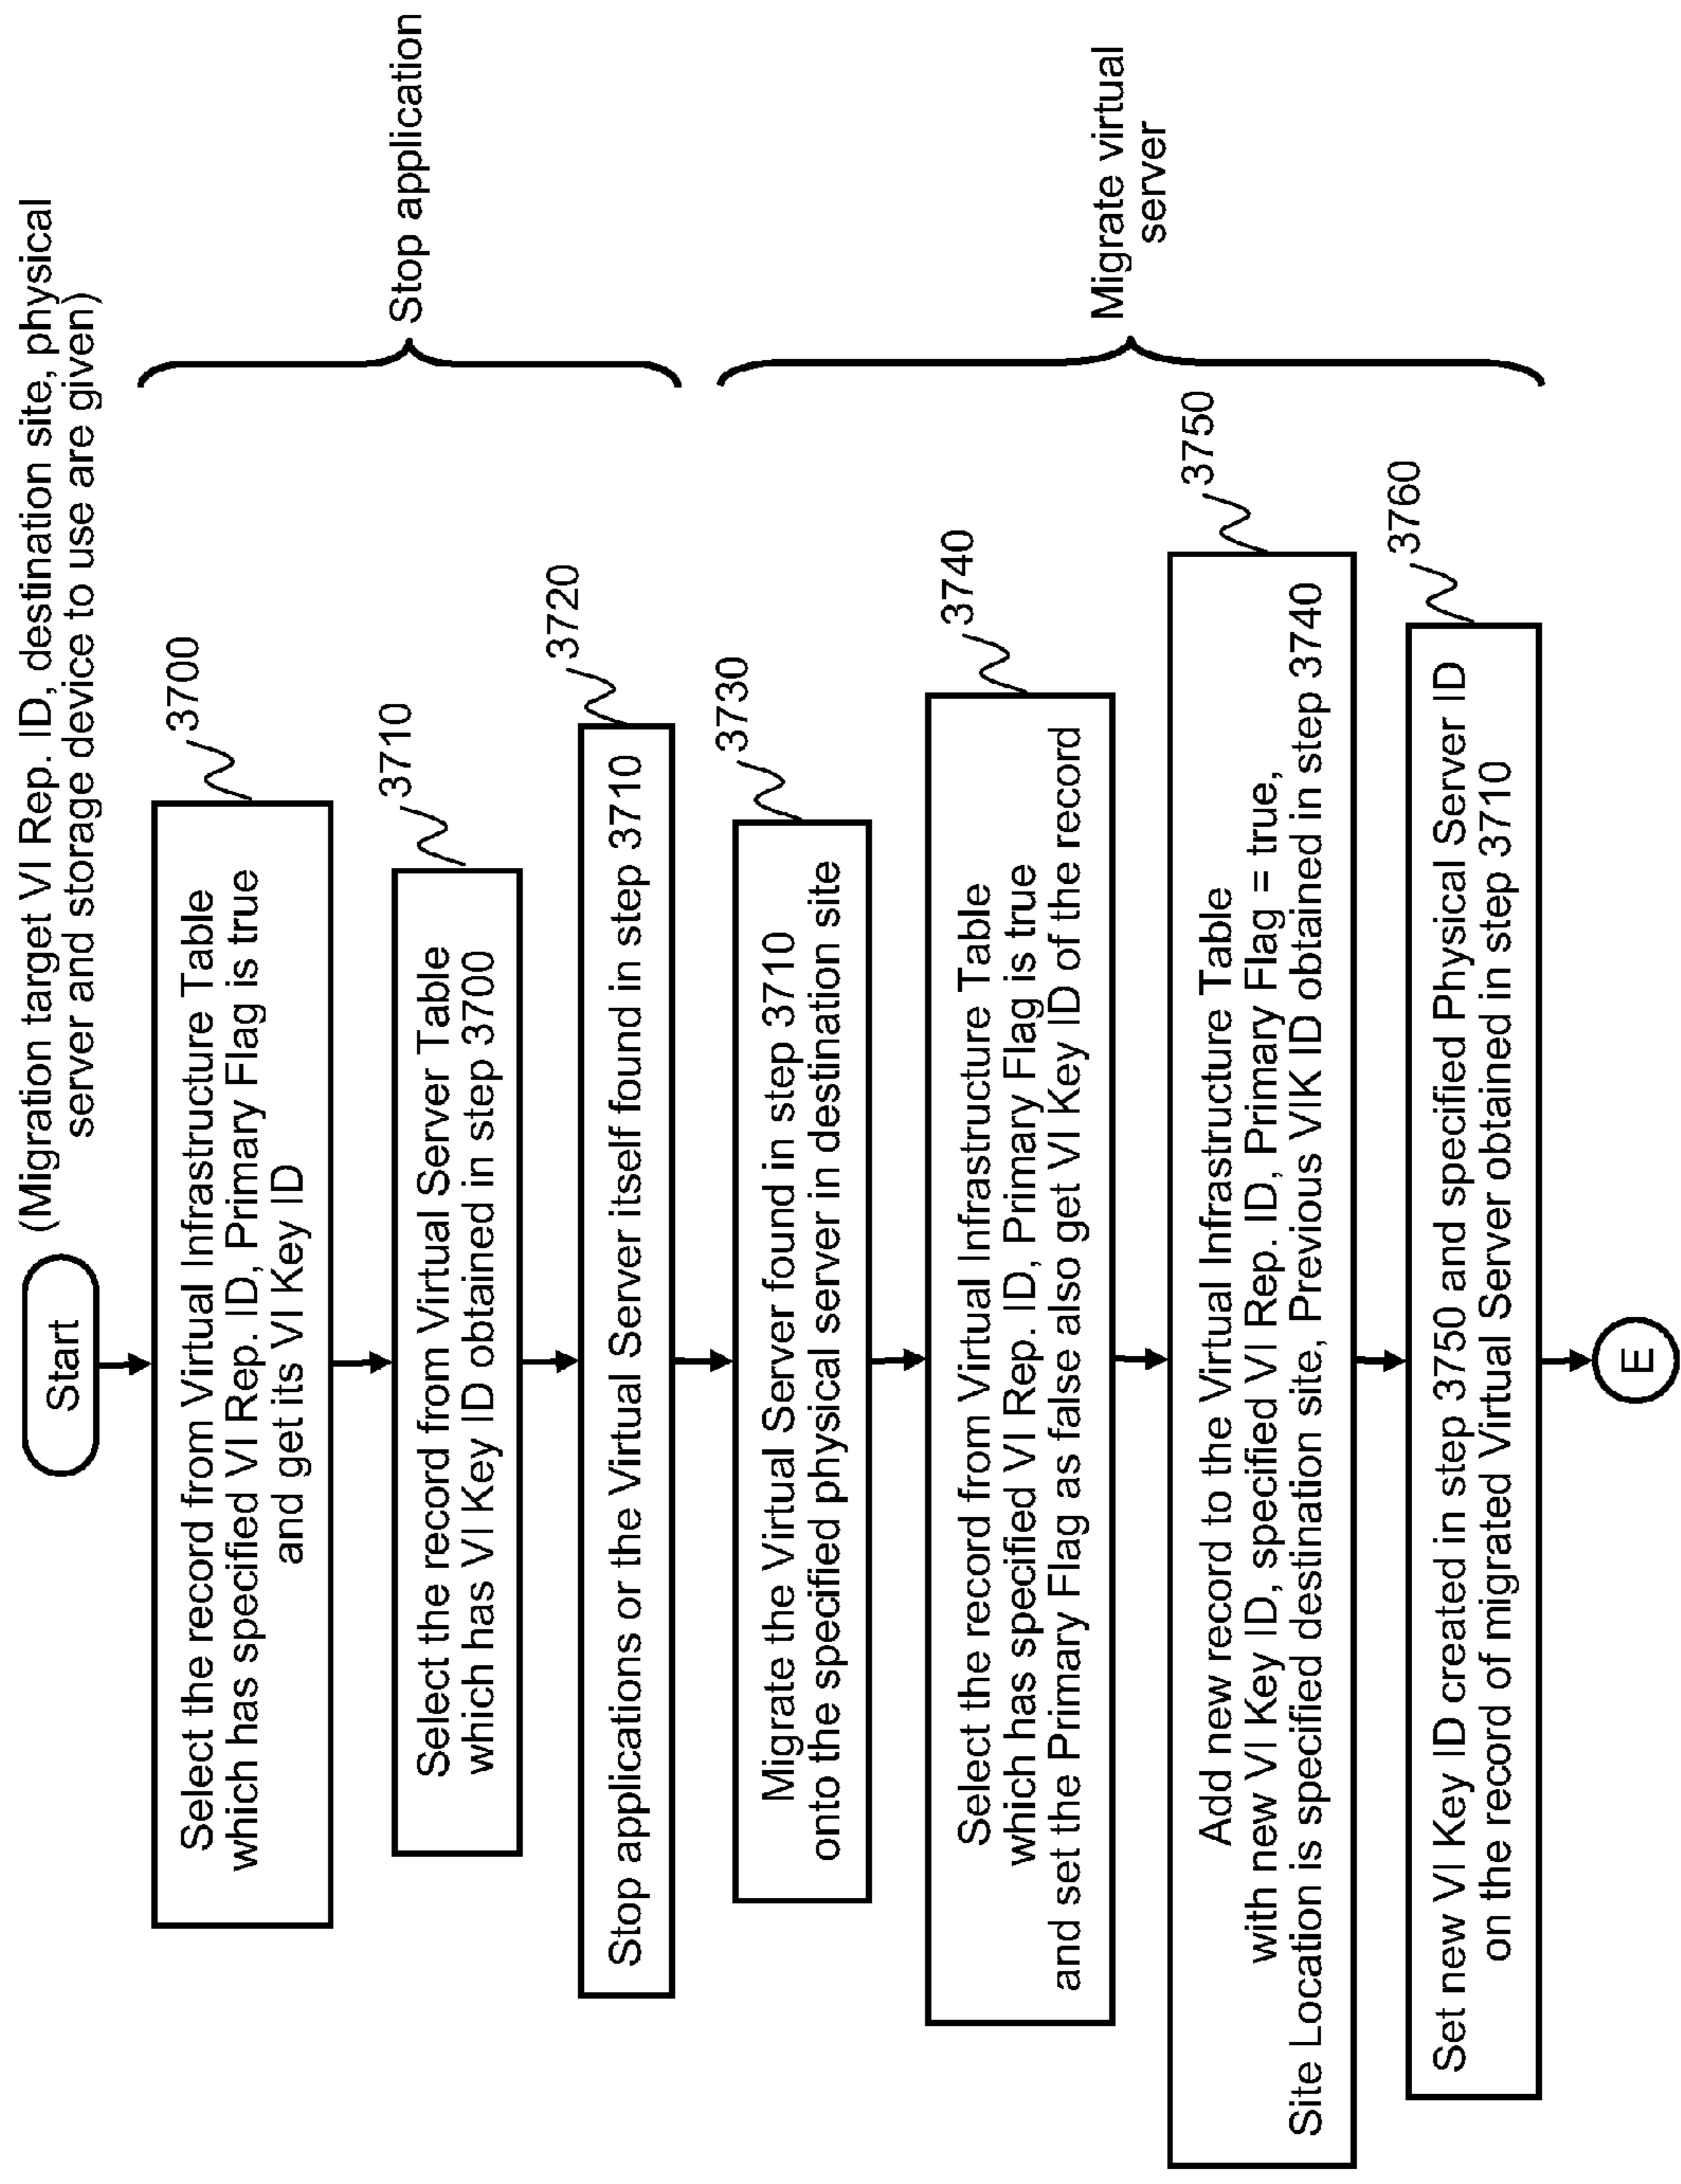 Start
(Migration target VI Rep. ID, destination site, physical
server and storage device to use are given)
3700
Select the record from Virtual Infrastructure Table
which has specified VI Rep. ID, Primary Flag is true
and get its VI Key ID
3710
Select the record from Virtual Server Table
which has VI Key ID obtained in step 3700
3720
Stop applications or the Virtual Server itself found in step 3710
Stop application
3730
Migrate the Virtual Server found in step 3710
onto the specified physical server in destination site
3740
Select the record from Virtual Infrastructure Table
which has specified VI Rep. ID, Primary Flag is true
and set the Primary Flag as false also get VI Key ID of the record
3750
Add new record to the Virtual Infrastructure Table
with new VI Key ID, specified VI Rep. ID, Primary Flag = true,
Site Location is specified destination site, Previous VIK ID obtained in step 3740
3760
Set new VI Key ID created in step 3750 and specified Physical Server ID
on the record of migrated Virtual Server obtained in step 3710
Migrate virtual
server
E